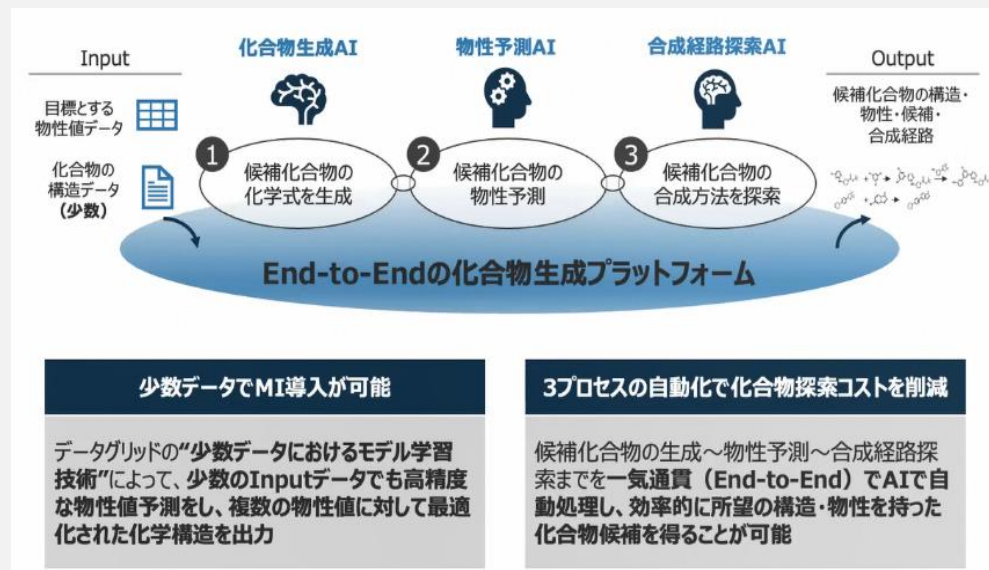 Input
目標とする
物性値データ
化合物の
構造データ
(少数)
化合物生成AI
物性予測AI
合成経路探索AI
1
候補化合物の
化学式を生成
2
候補化合物の
物性予測
3
候補化合物の
合成方法を探索
Output
候補化合物の構造・
物性・候補・
合成経路
End-to-Endの化合物生成プラットフォーム
少数データでMI導入が可能
データグリッドの“少数データにおけるモデル学習
技術”によって、少数のInputデータでも高精度
な物性値予測をし、複数の物性値に対して最適
化された化学構造を出力
3プロセスの自動化で化合物探索コストを削減
候補化合物の生成~物性予測~合成経路探
索までを一気通貫(End-to-End)でAIで自
動処理し、効率的に所望の構造・物性を持った
化合物候補を得ることが可能